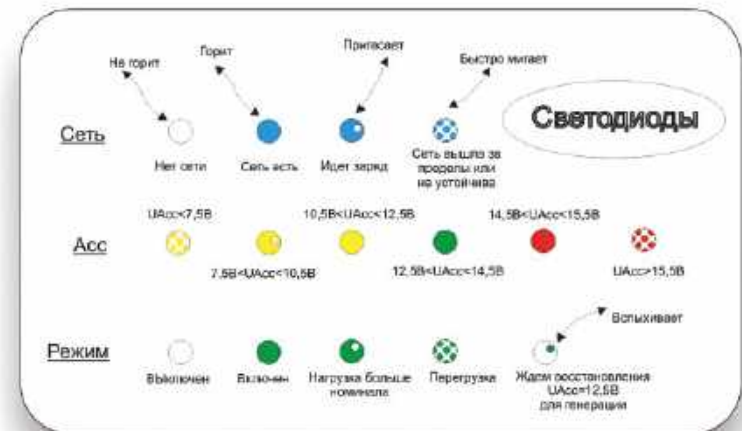 Не горит
Горит
Пригасает
Быстро мигает
Светодиоды
Сеть
Нет сети
Сеть есть
Идет заряд
Сеть вышла за
пределы или
не устойчива
UAcc<7,5В
10,5В<UAcc<12,5В
14,5В<UAcc<15,5В
Acc
7,5В<UAcc<10,5В
12,5В<UAcc<14,5В
UAcc>15,5В
Вспыхивает
Режим
Выключен
Включен
Нагрузка больше
номинала
Перегрузка
Ждем восстановления
UAcc=12,5В
для генерации